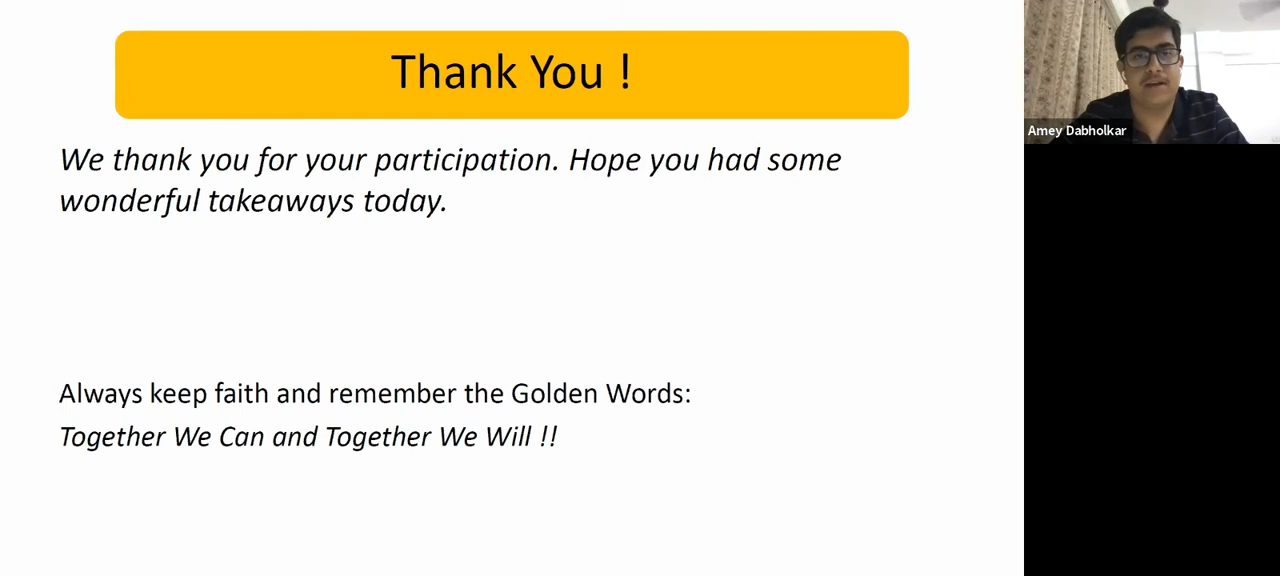 Thank You !
We thank you for your participation. Hope you had some
wonderful takeaways today.
Always keep faith and remember the Golden Words:
Together We Can and Together We Will !!
Amey Dabholkar